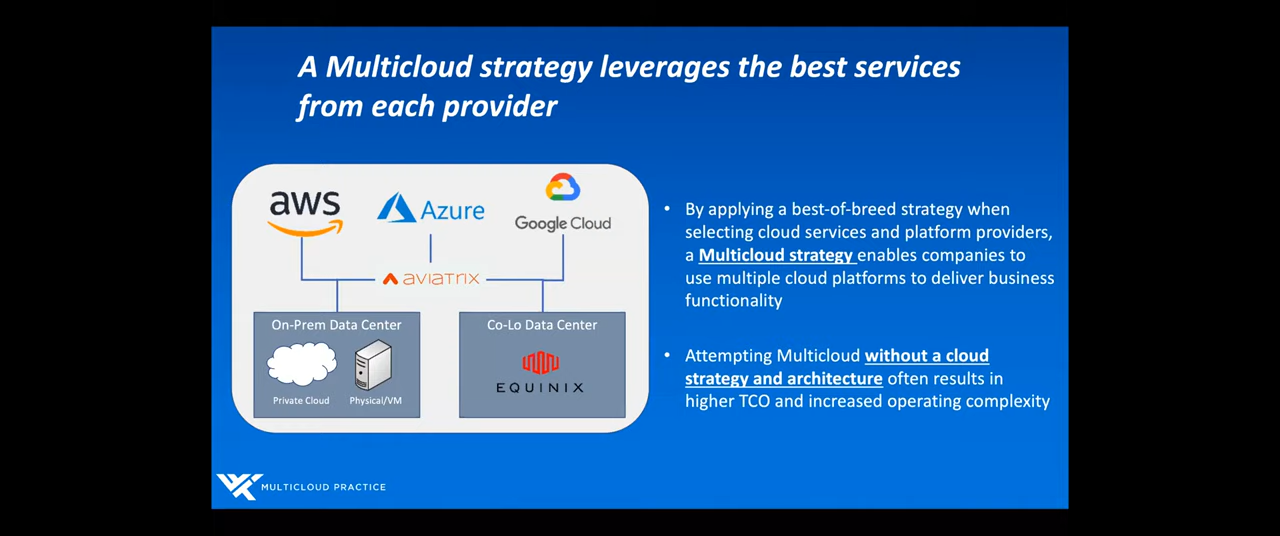 A Multicloud strategy leverages the best services
from each provider
aws
Azure
Google Cloud
aviatrix
On-Prem Data Center
Private Cloud
Physical/VM
Co-Lo Data Center
EQUINIX
• By applying a best-of-breed strategy when
selecting cloud services and platform providers,
a Multicloud strategy enables companies to
use multiple cloud platforms to deliver business
functionality
• Attempting Multicloud without a cloud
strategy and architecture often results in
higher TCO and increased operating complexity
MULTICLOUD PRACTICE